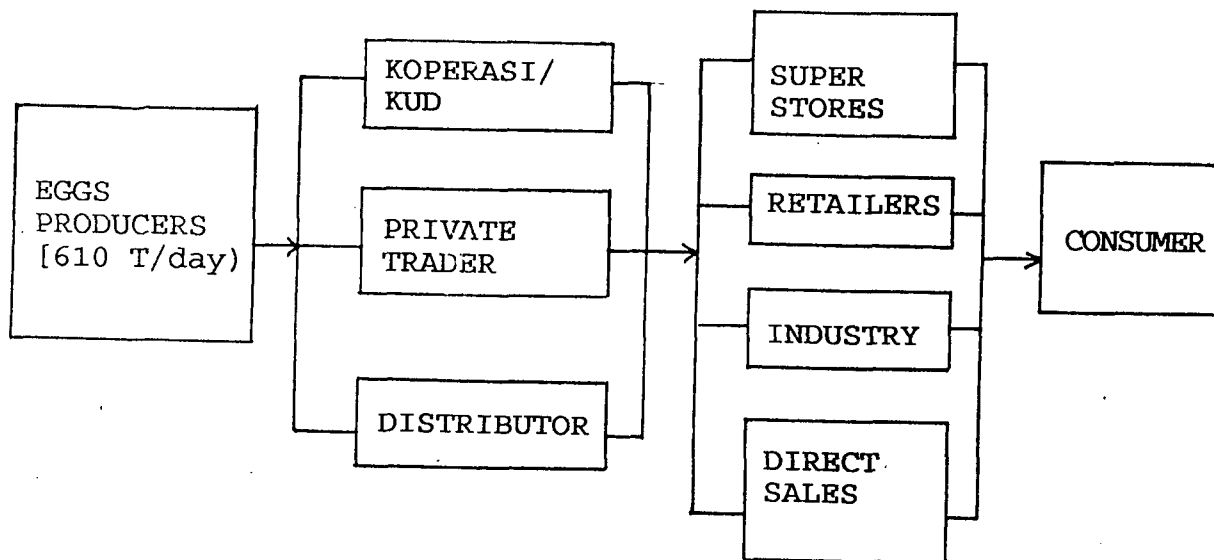 EGGS
PRODUCERS
[610 T/day)
KOPERASI/
KUD
PRIVATE
TRADER
DISTRIBUTOR
SUPER
STORES
RETAILERS
INDUSTRY
DIRECT
SALES
CONSUMER